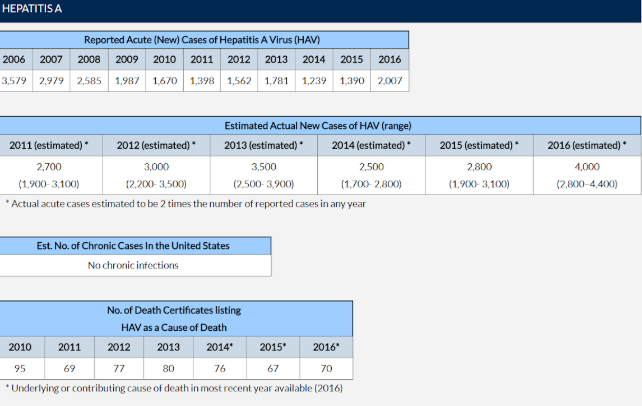 HEPATITIS A
Reported Acute (New) Cases of Hepatitis A Virus (HAV)
2006 2007 2008 2009 2010 2011 2012 2013 2014 2015 2016
3,579 2,979 2,585 1,987 1,670 1,398 1,562 1,781 1,239 1,390 2,007
Estimated Actual New Cases of HAV (range)
2011 (estimated) * 2012 (estimated) * 2013 (estimated) * 2014 (estimated) * 2015 (estimated) * 2016 (estimated) *
2,700 3,000 3,500 2,500 2,800 4,000
(1,900- 3,100) (2,200- 3,500) (2,500- 3,900) (1,700- 2,800) (1,900- 3,100) (2,800–4,400)
* Actual acute cases estimated to be 2 times the number of reported cases in any year
Est. No. of Chronic Cases In the United States
No chronic infections
No. of Death Certificates listing
HAV as a Cause of Death
2010 2011 2012 2013 2014* 2015* 2016*
95 69 77 80 76 67 70
* Underlying or contributing cause of death in most recent year available (2016)